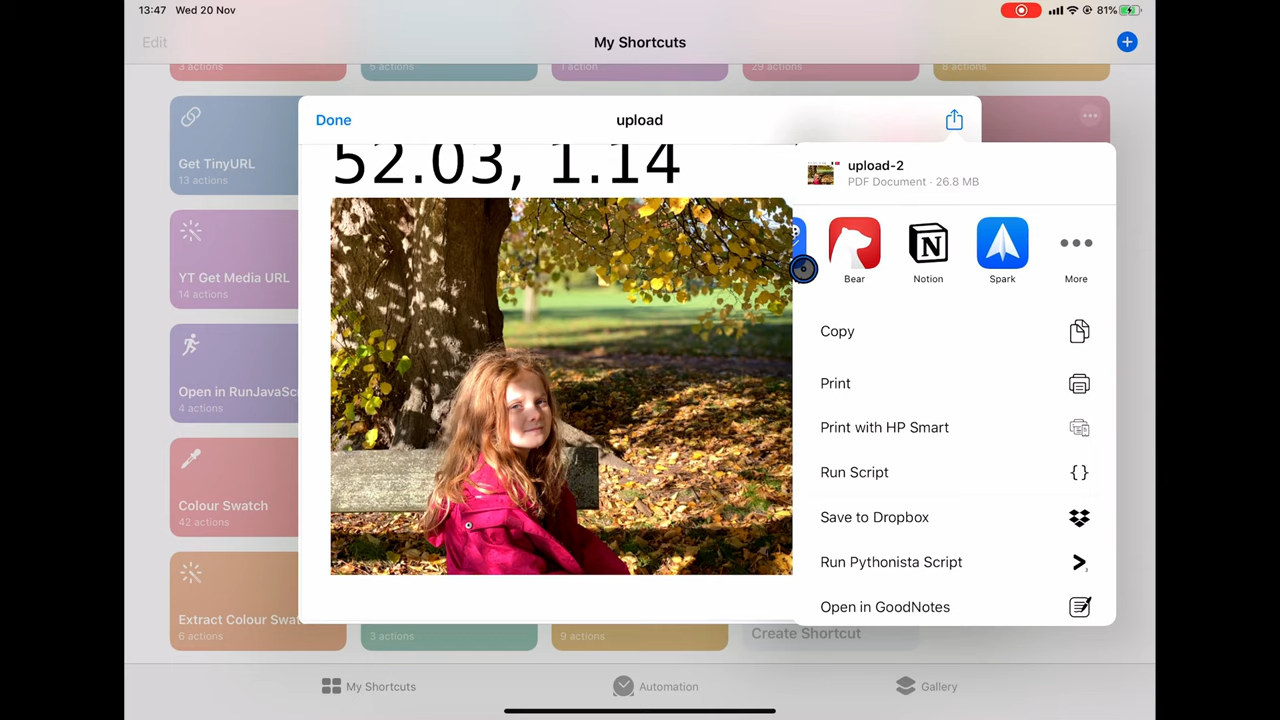 13:47 Wed 20 Nov
81%
Edit
My Shortcuts
3 actions
5 actions
1 action
29 actions
8 actions
Get TinyURL
13 actions
YT Get Media URL
14 actions
Open in RunJavaSc
4 actions
Colour Swatch
42 actions
Extract Colour Swat
6 actions
3 actions
9 actions
Create Shortcut
Done
upload
52.03, 1.14
upload-2
PDF Document · 26.8 MB
Bear
Notion
Spark
More
Copy
Print
Print with HP Smart
Run Script
Save to Dropbox
Run Pythonista Script
Open in GoodNotes
My Shortcuts
Automation
Gallery